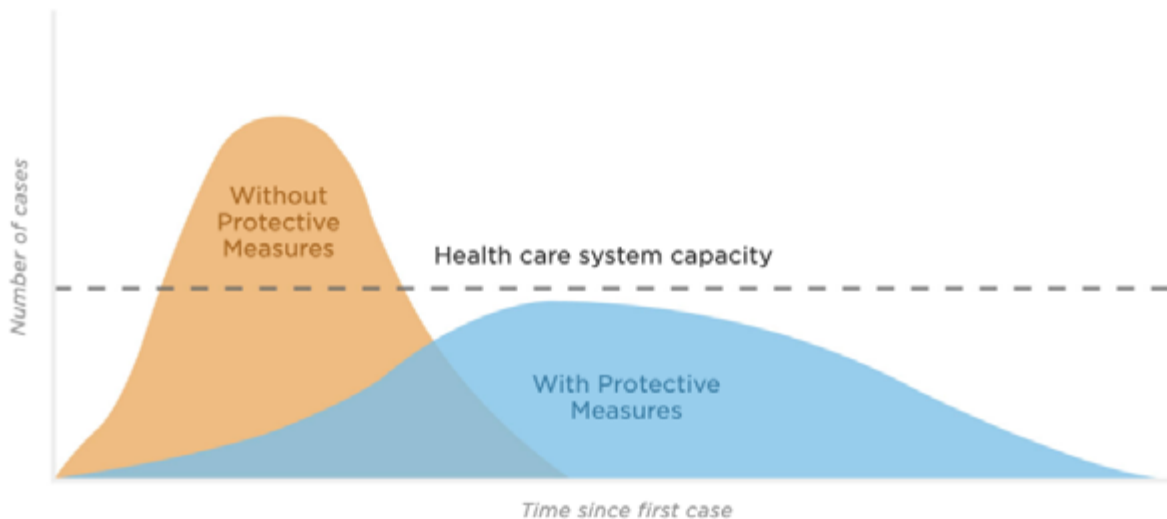 Number of cases
Without
Protective
Measures
Health care system capacity
With Protective
Measures
Time since first case